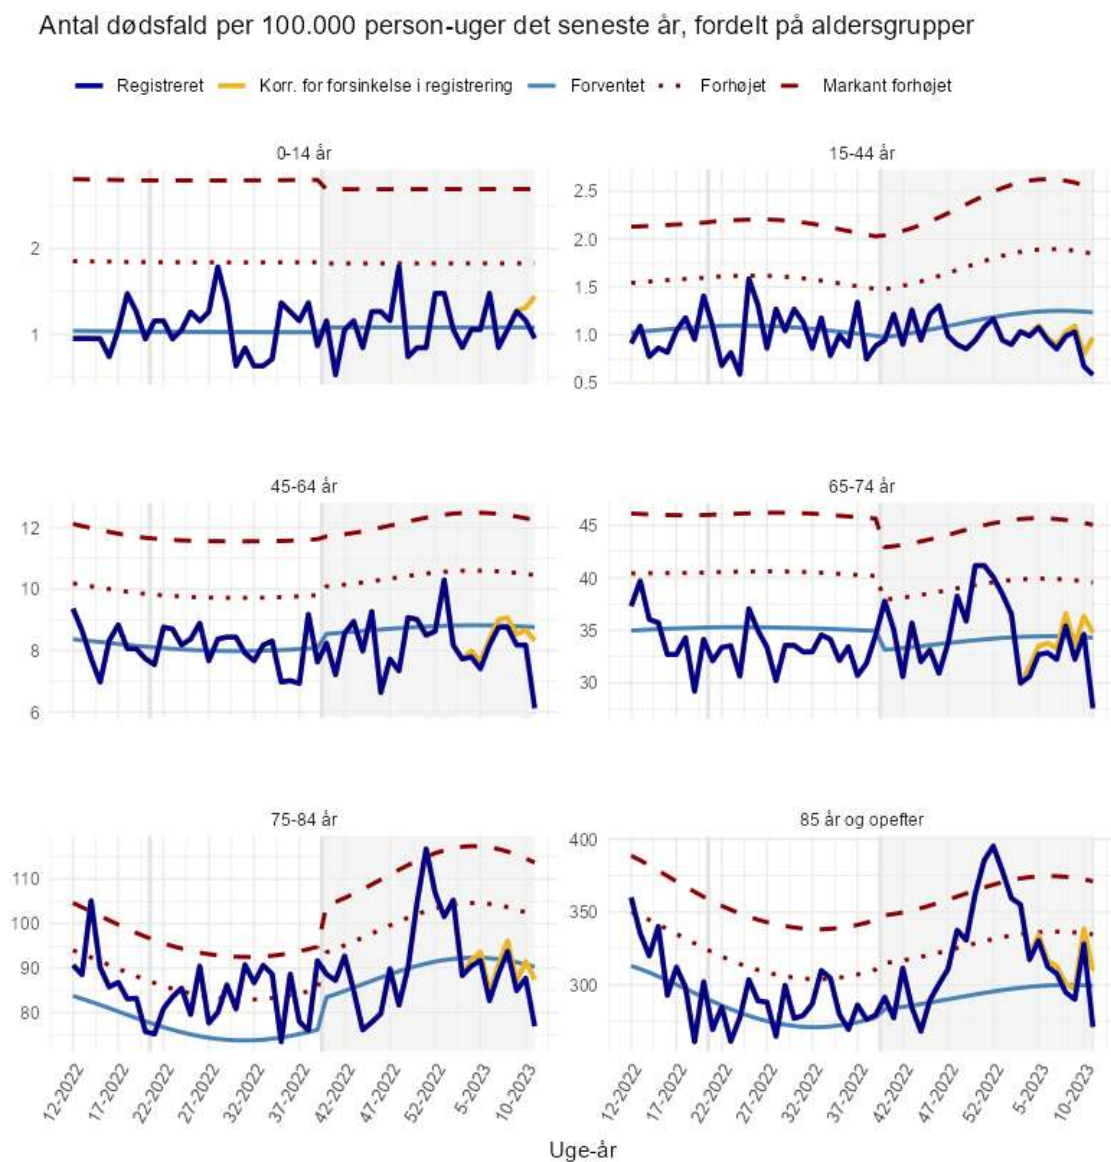 Antal dødsfald per 100.000 person-uger det seneste år, fordelt på aldersgrupper
Registreret Korr. for forsinkelse i registrering Forventet Forhøjet Markant forhøjet
0-14 år
2
1
15-44 år
2.5
2.0
1.5
1.0
0.5
45-64 år
12
10
8
6
65-74 år
45
40
35
30
75-84 år
110
100
90
80
12-2022 17-2022 22-2022 27-2022 32-2022 37-2022 42-2022 47-2022 52-2022 5-2023 10-2023
85 år og opefter
400
350
300
12-2022 17-2022 22-2022 27-2022 32-2022 37-2022 42-2022 47-2022 52-2022 5-2023 10-2023
Uge-år